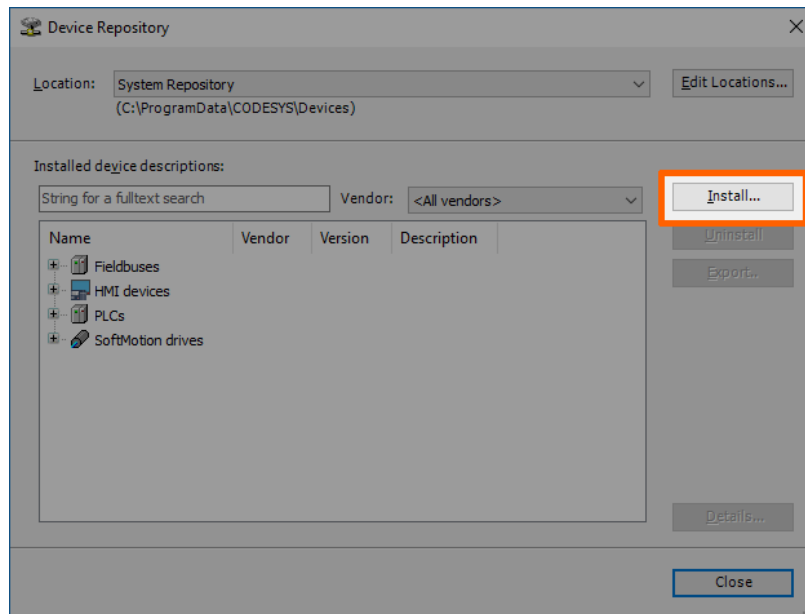 Device Repository
Location: System Repository Edit Locations...
(C:\ProgramData\CODESYS\Devices)
Installed device descriptions:
String for a fulltext search Vendor: <All vendors> Install...
Name Vendor Version Description Uninstall
Fieldbuses Export...
HMI devices
PLCs
SoftMotion drives
Details...
Close